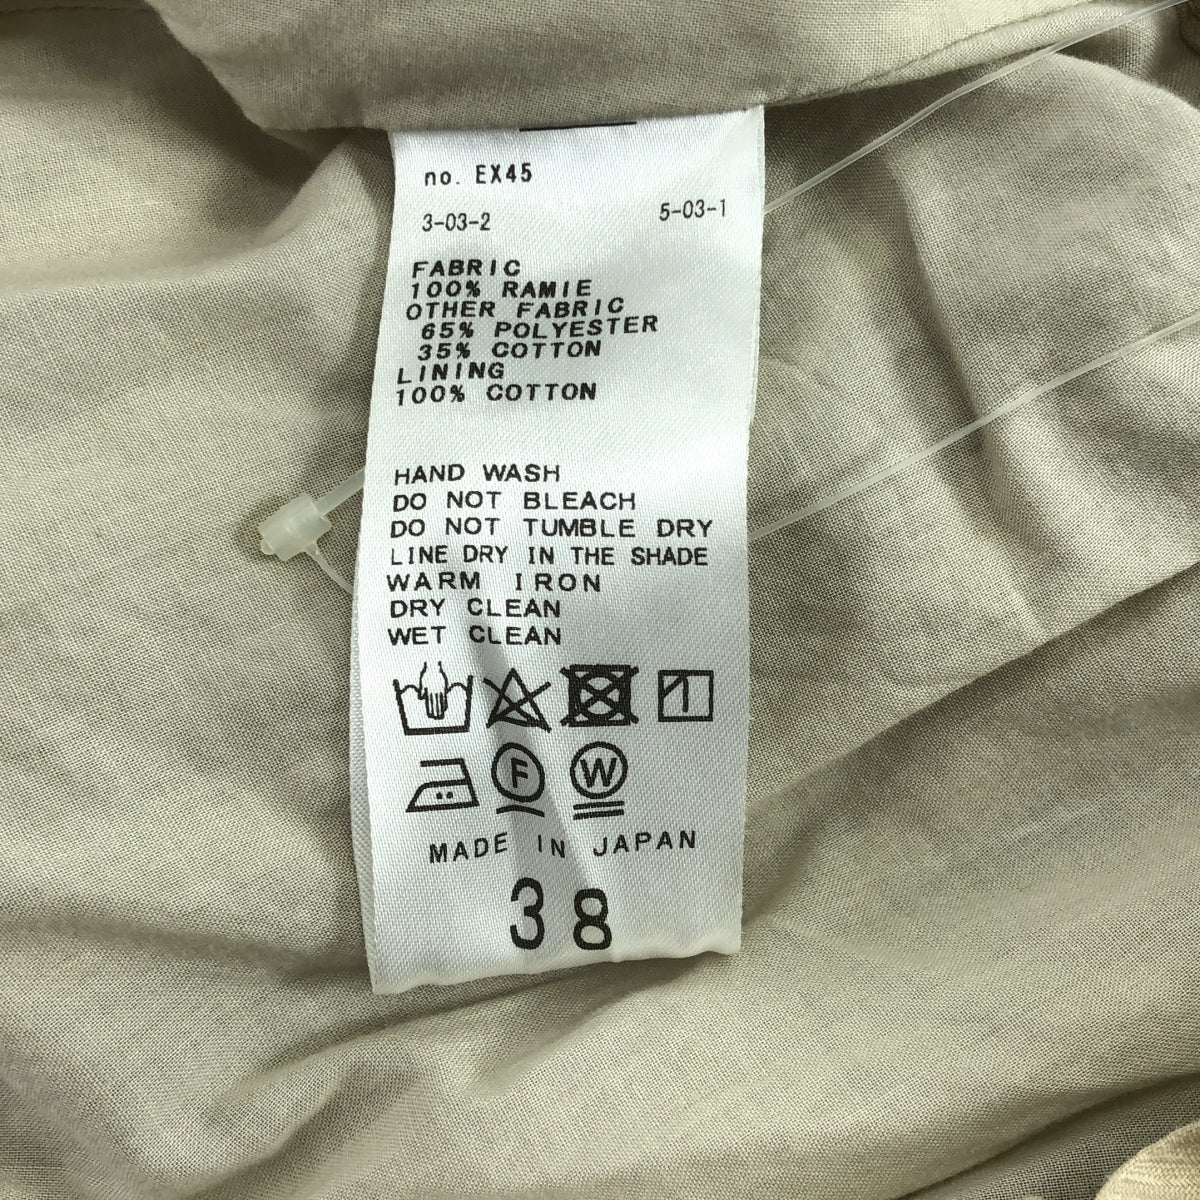 no. EX45
3-03-2 5-03-1
FABRIC
100% RAMIE
OTHER FABRIC
65% POLYESTER
35% COTTON
LINING
100% COTTON
HAND WASH
DO NOT BLEACH
DO NOT TUMBLE DRY
LINE DRY IN THE SHADE
WARM IRON
DRY CLEAN
WET CLEAN
F W
MADE IN JAPAN
38